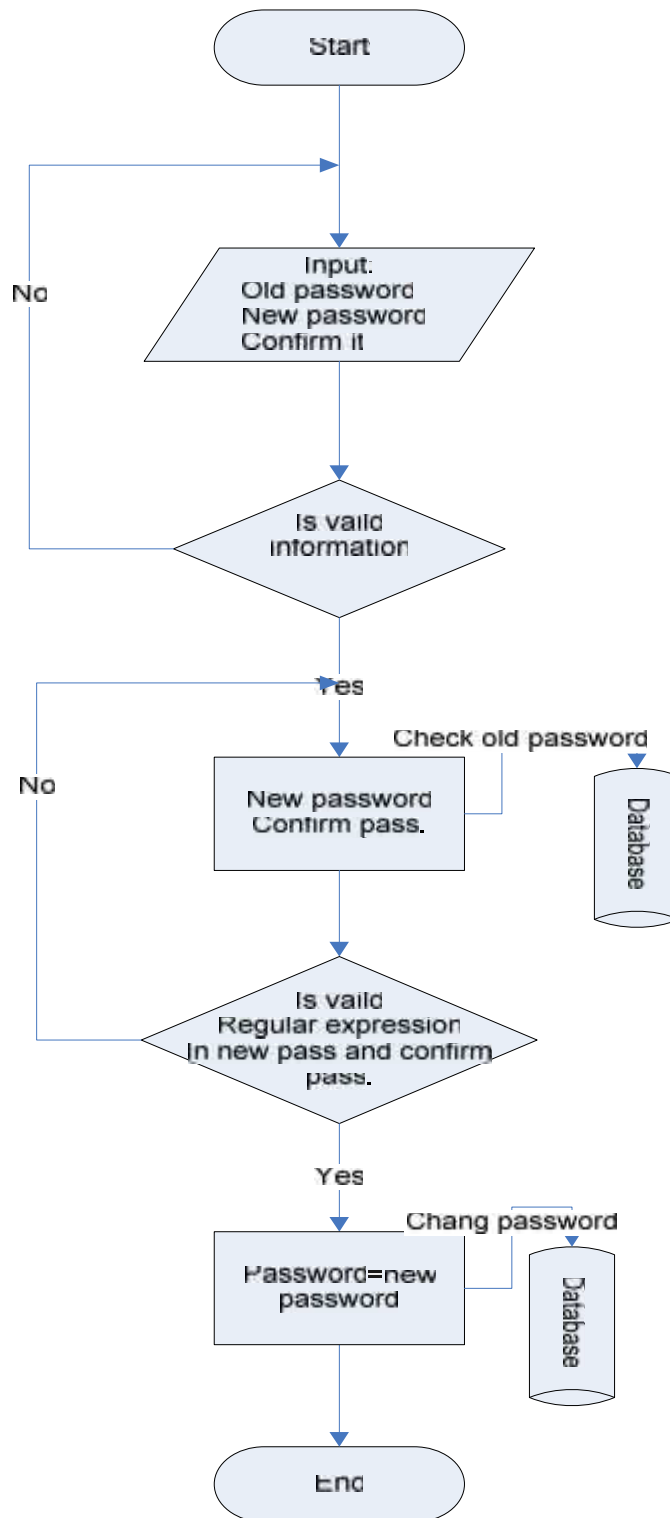 Start
No
Input:
Old password
New password
Confirm it
Is vaild
information
Yes
Check old password
No
New password
Confirm pass.
Database
Is vaild
Regular expression
In new pass and confirm
pass.
Yes
Chang password
Password=new
password
Database
End